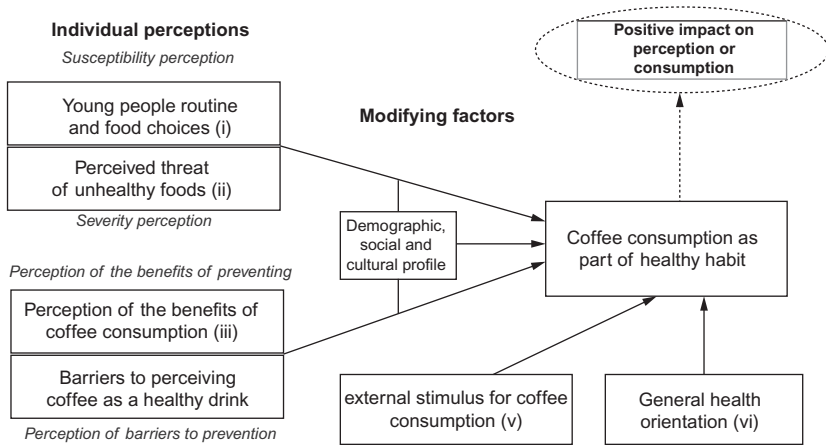 Individual perceptions
Susceptibility perception
Young people routine
and food choices (i)
Perceived threat
of unhealthy foods (ii)
Severity perception
Perception of the benefits of preventing
Perception of the benefits of
coffee consumption (iii)
Barriers to perceiving
coffee as a healthy drink
Perception of barriers to prevention
Modifying factors
Demographic,
social and
cultural profile
external stimulus for coffee
consumption (v)
Positive impact on
perception or
consumption
Coffee consumption as
part of healthy habit
General health
orientation (vi)